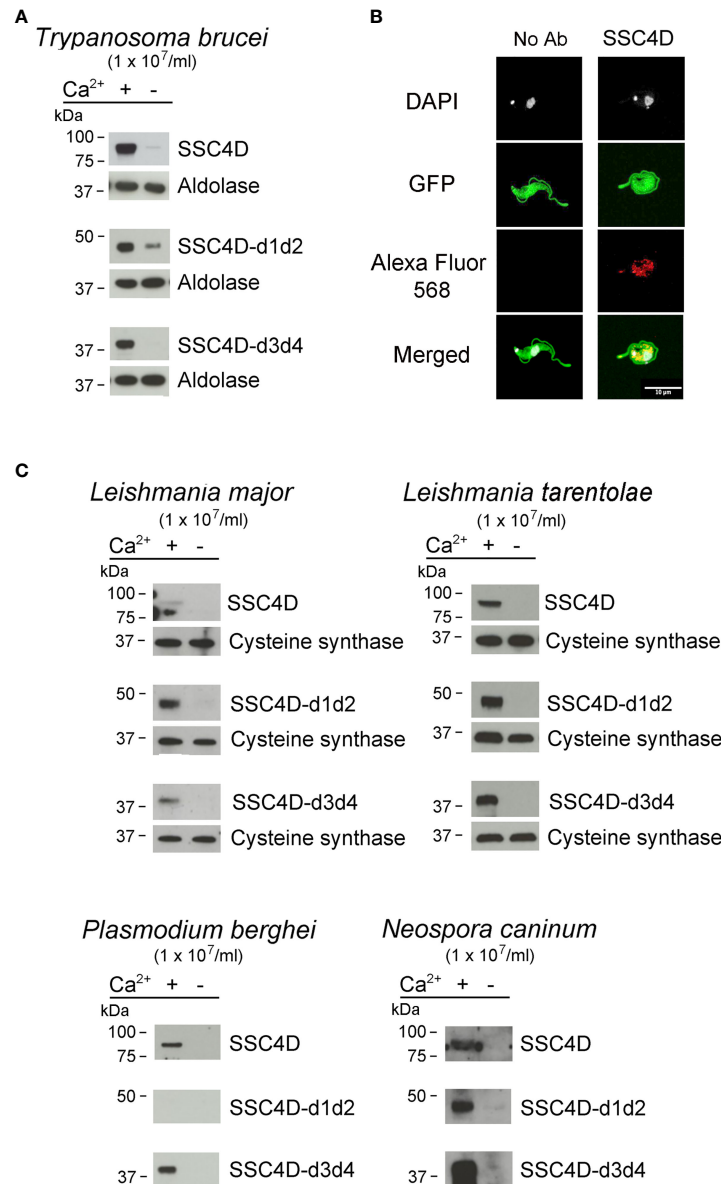 A
Trypanosoma brucei
(1 x 10⁷/ml)
Ca²⁺ + -
kDa
100 –
75 –
SSC4D
37 –
Aldolase
50 –
SSC4D-d1d2
37 –
Aldolase
37 –
SSC4D-d3d4
37 –
Aldolase
B
No Ab SSC4D
DAPI
GFP
Alexa Fluor
568
Merged
10 µm
C
Leishmania major
(1 x 10⁷/ml)
Ca²⁺ + -
kDa
100 –
75 –
SSC4D
37 –
Cysteine synthase
50 –
SSC4D-d1d2
37 –
Cysteine synthase
37 –
SSC4D-d3d4
37 –
Cysteine synthase
Leishmania tarentolae
(1 x 10⁷/ml)
Ca²⁺ + -
kDa
100 –
75 –
SSC4D
37 –
Cysteine synthase
50 –
SSC4D-d1d2
37 –
Cysteine synthase
37 –
SSC4D-d3d4
37 –
Cysteine synthase
Plasmodium berghei
(1 x 10⁷/ml)
Ca²⁺ + -
kDa
100 –
75 –
SSC4D
50 –
SSC4D-d1d2
37 –
SSC4D-d3d4
Neospora caninum
(1 x 10⁷/ml)
Ca²⁺ + -
kDa
100 –
75 –
SSC4D
50 –
SSC4D-d1d2
37 –
SSC4D-d3d4